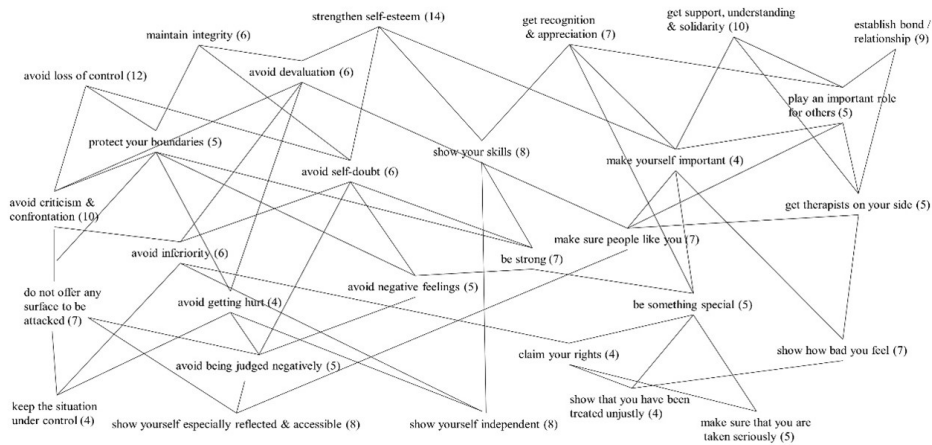 strengthen self-esteem (14)
get recognition
& appreciation (7)
get support, understanding
& solidarity (10)
establish bond /
relationship (9)
maintain integrity (6)
avoid loss of control (12)
avoid devaluation (6)
play an important role
for others (5)
protect your boundaries (5)
show your skills (8)
make yourself important (4)
avoid self-doubt (6)
avoid criticism &
confrontation (10)
get therapists on your side (5)
make sure people like you (7)
avoid inferiority (6)
be strong (7)
avoid negative feelings (5)
do not offer any
surface to be
attacked (7)
avoid getting hurt (4)
be something special (5)
claim your rights (4)
show how bad you feel (7)
avoid being judged negatively (5)
keep the situation
under control (4)
show yourself especially reflected & accessible (8)
show yourself independent (8)
show that you have been
treated unjustly (4)
make sure that you are
taken seriously (5)